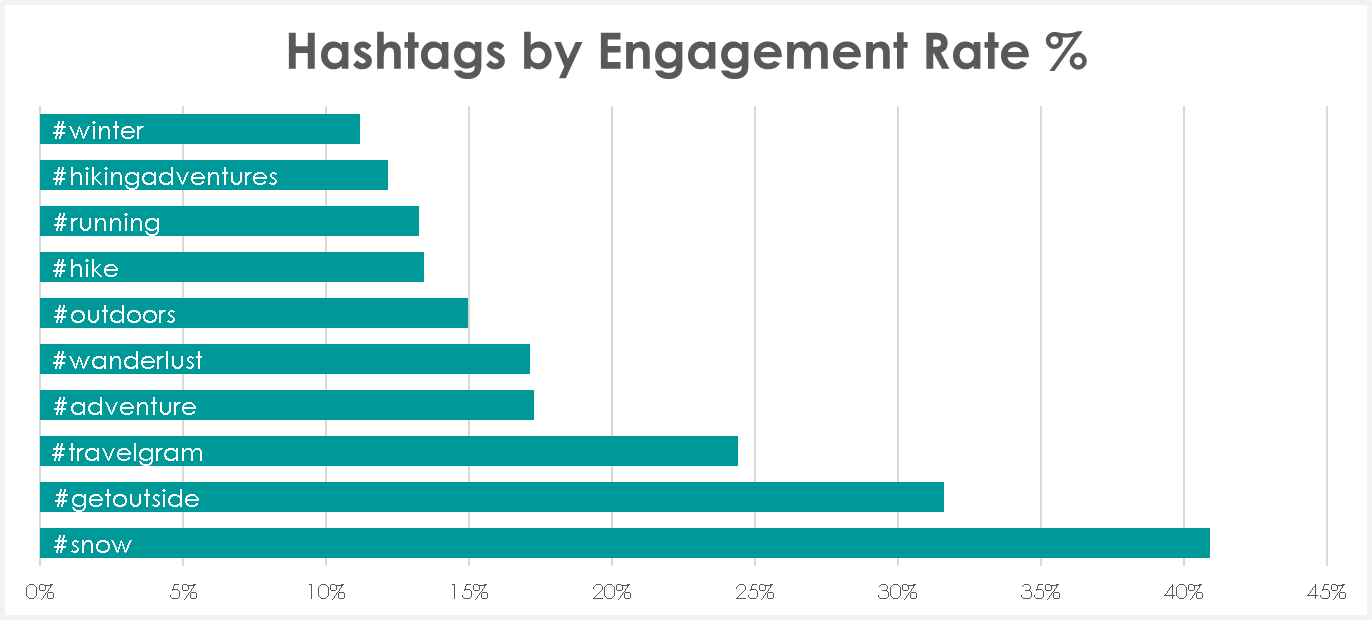 Hashtags by Engagement Rate %
#winter
#hikingadventures
#running
#hike
#outdoors
#wanderlust
#adventure
#travelgram
#getoutside
#snow
0% 5% 10% 15% 20% 25% 30% 35% 40% 45%